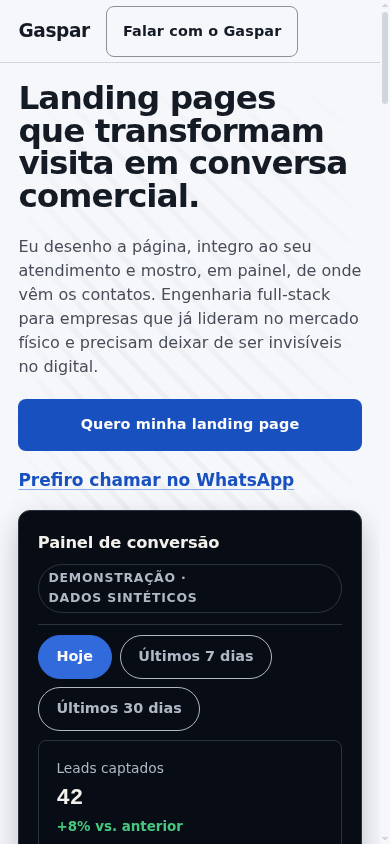 Gaspar
Falar com o Gaspar
Landing pages
que transformam
visita em conversa
comercial.
Eu desenho a página, integro ao seu
atendimento e mostro, em painel, de onde
vêm os contatos. Engenharia full-stack
para empresas que já lideram no mercado
físico e precisam deixar de ser invisíveis
no digital.
Quero minha landing page
Prefiro chamar no WhatsApp
Painel de conversão
DEMONSTRAÇÃO ·
DADOS SINTÉTICOS
Hoje
Últimos 7 dias
Últimos 30 dias
Leads captados
42
+8% vs. anterior